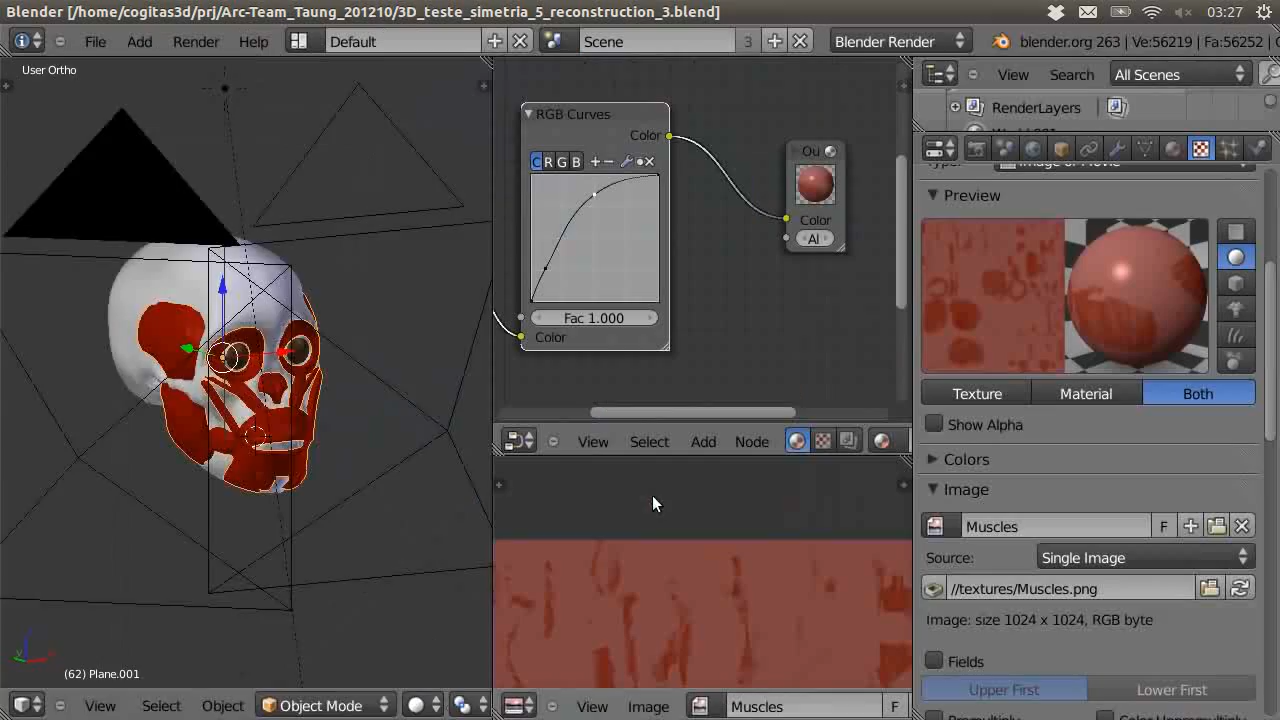 Blender [/home/cogitas3d/prj/Arc-Team_Taung_201210/3D_teste_simetria_5_reconstruction_3.blend]
03:27
File Add Render Help
Default
Scene
3
Blender Render
blender.org 263 | Ve:56219 | Fa:56252
User Ortho
(62) Plane.001
View Select Object
Object Mode
RGB Curves
Color
C R G B
Fac 1.000
Color
Ou
Color
Al
View Select Add Node
View Image
Muscles
F
View Search
All Scenes
RenderLayers
Preview
Texture Material Both
Show Alpha
Colors
Image
Muscles
F
Source:
Single Image
//textures/Muscles.png
Image: size 1024 x 1024, RGB byte
Fields
Upper First Lower First